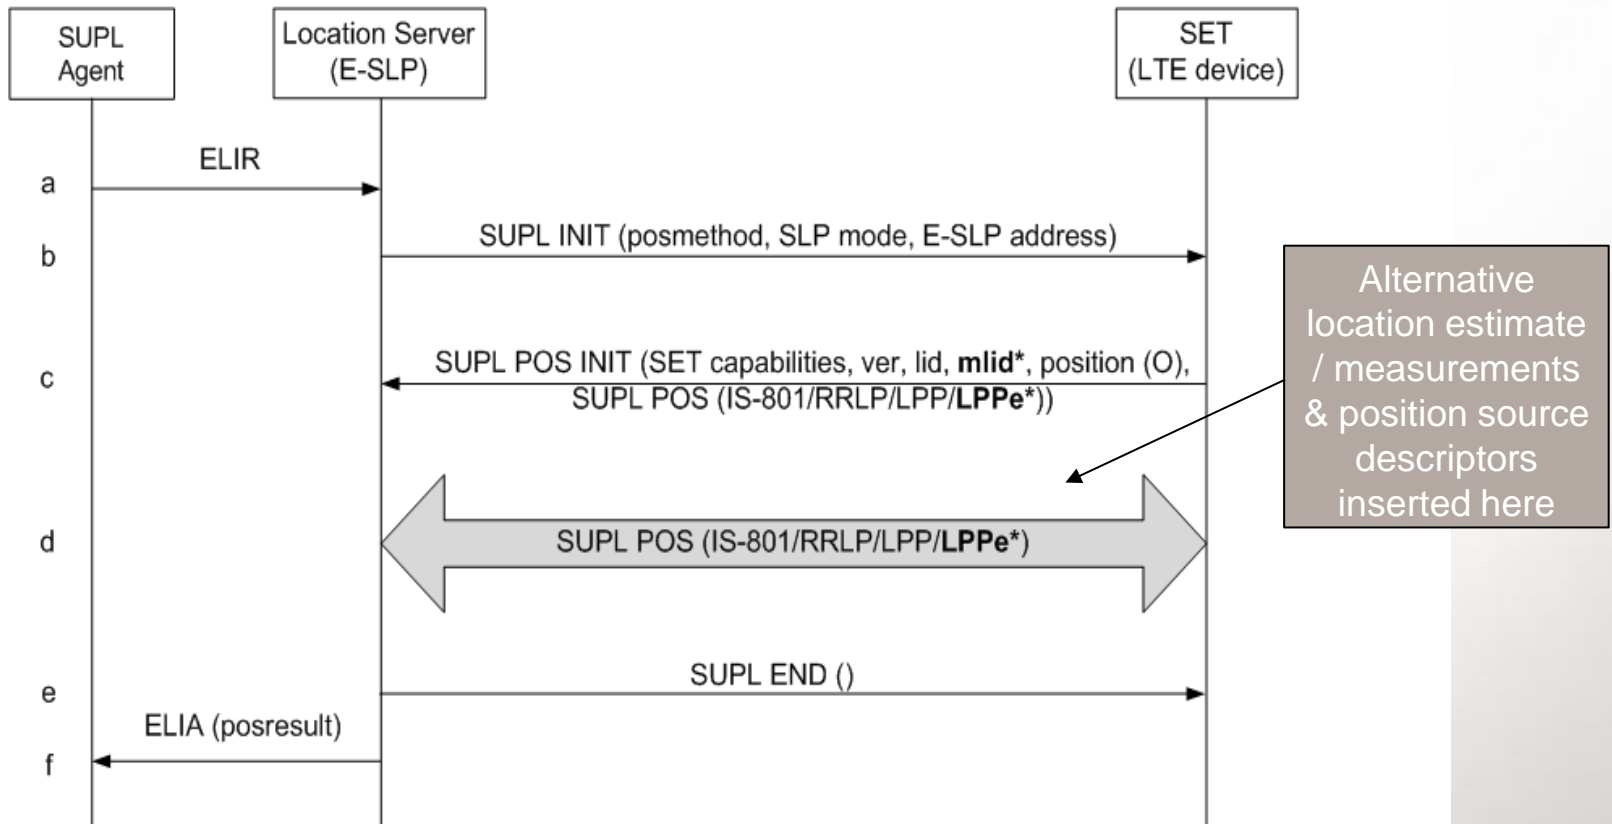 SUPL
Agent
Location Server
(E-SLP)
SET
(LTE device)
a
ELIR
b
SUPL INIT (posmethod, SLP mode, E-SLP address)
c
SUPL POS INIT (SET capabilities, ver, lid, mlid*, position (O),
SUPL POS (IS-801/RRLP/LPP/LPPe*))
Alternative
location estimate
/ measurements
& position source
descriptors
inserted here
d
SUPL POS (IS-801/RRLP/LPP/LPPe*)
e
SUPL END ()
ELIA (posresult)
f